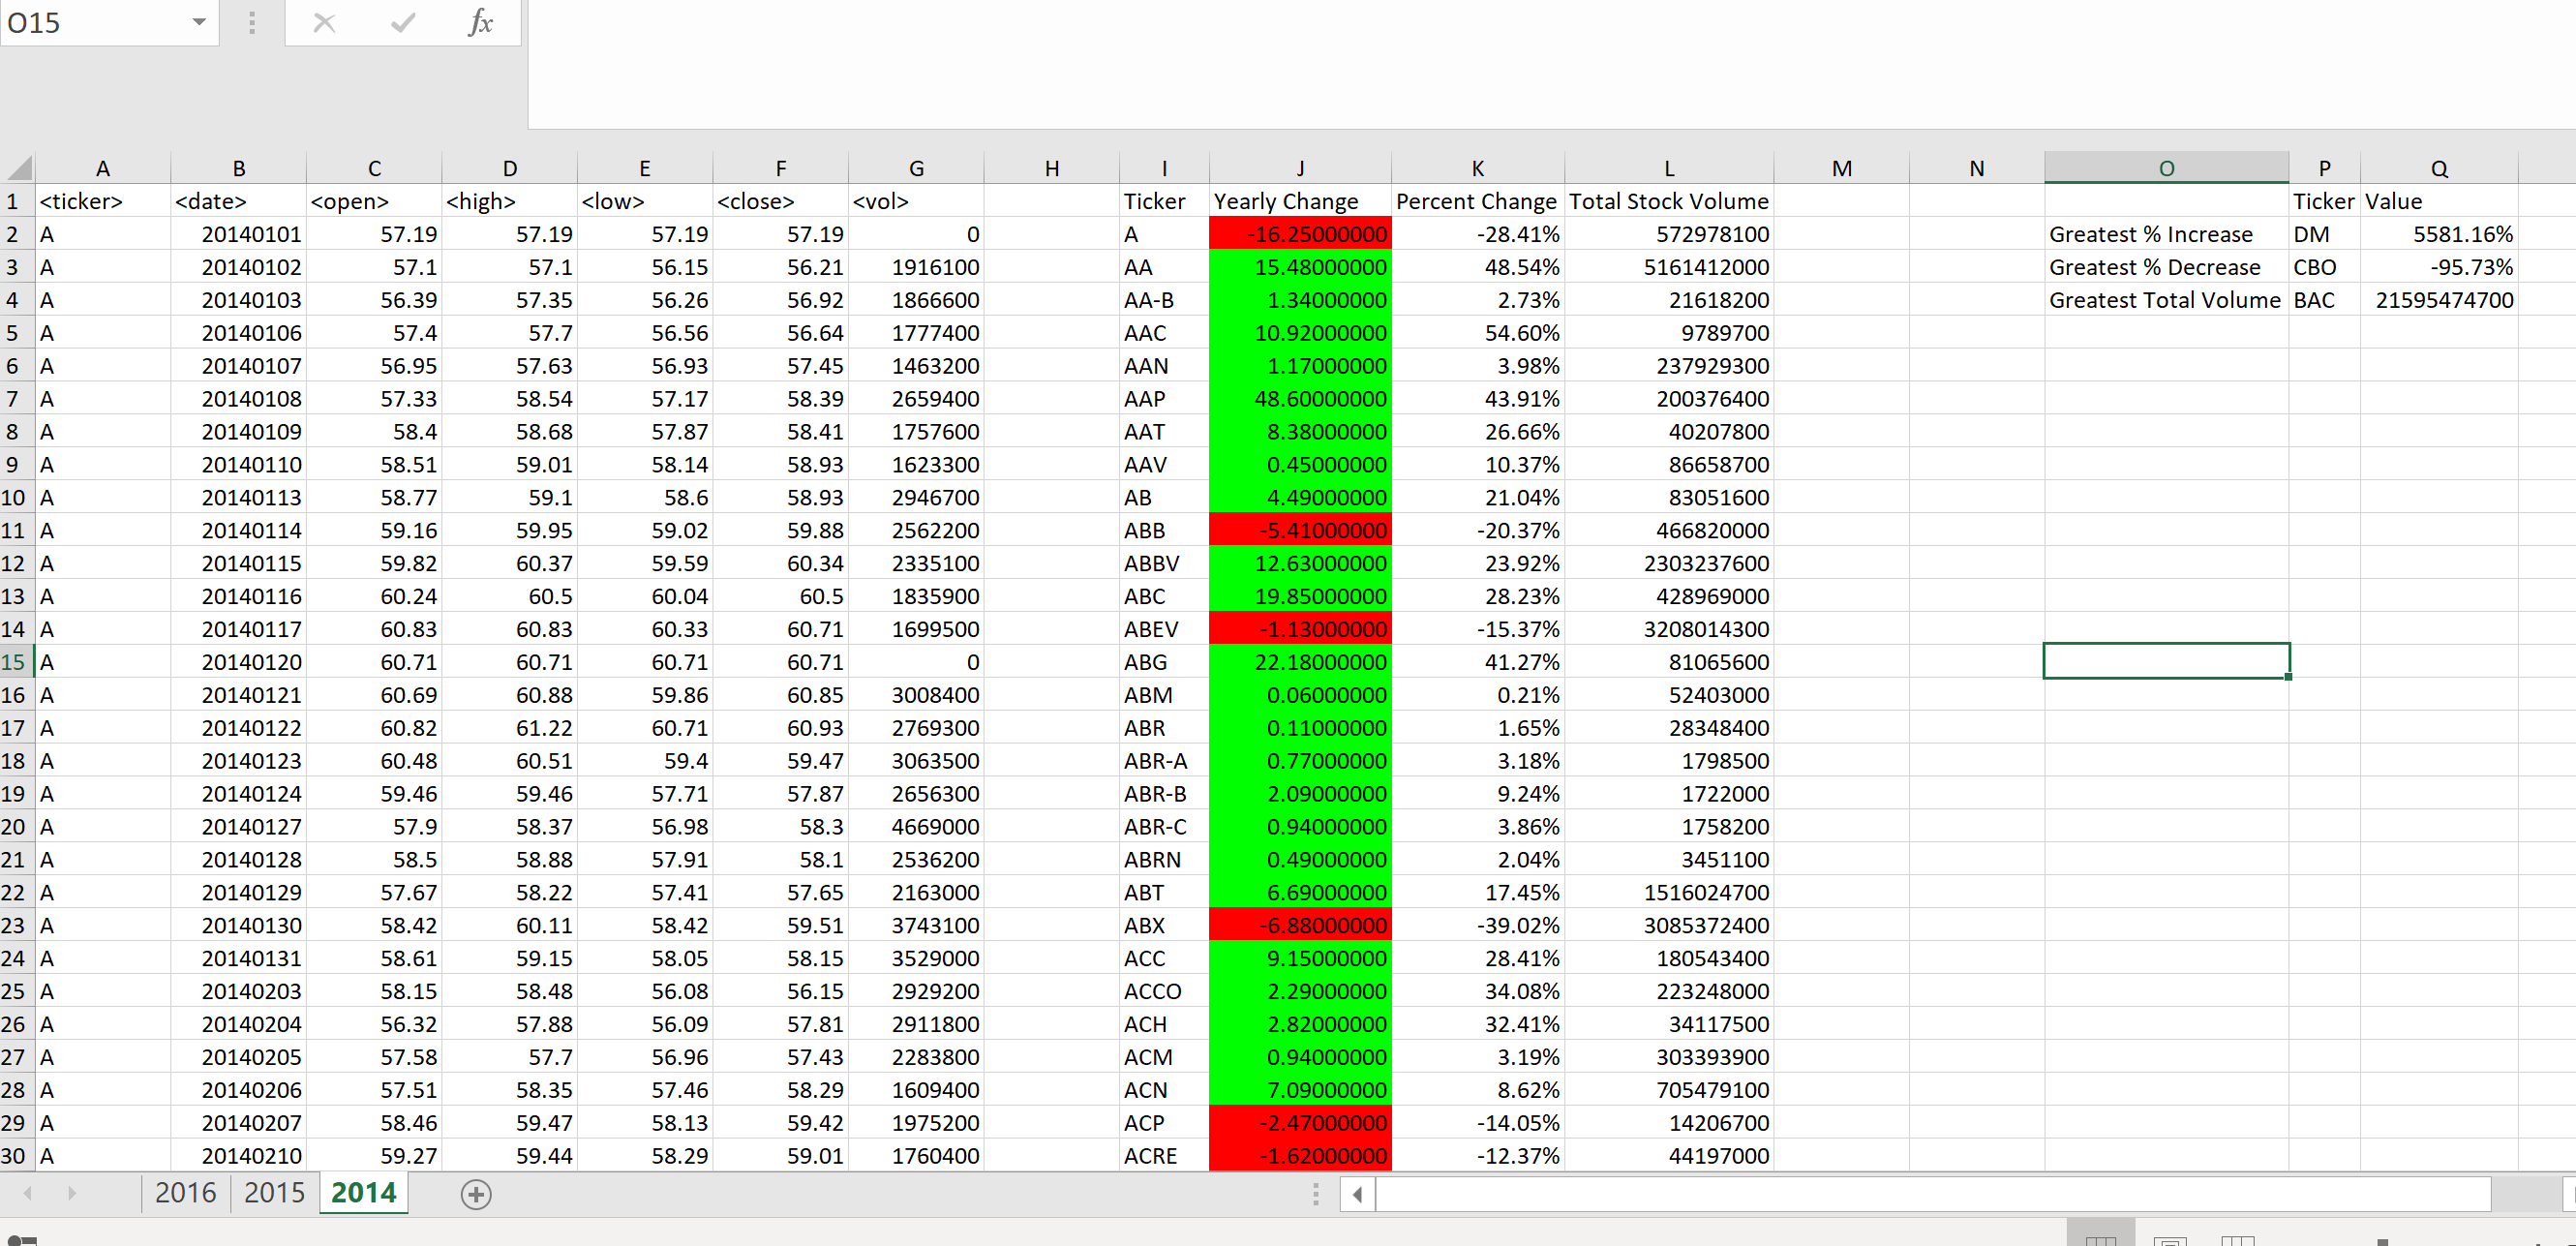 O15 fx
A B C D E F G H I J K L M N O P Q
1 <ticker> <date> <open> <high> <low> <close> <vol> Ticker Yearly Change Percent Change Total Stock Volume Ticker Value
2 A 20140101 57.19 57.19 57.19 57.19 0 A -16.25000000 -28.41% 572978100 Greatest % Increase DM 5581.16%
3 A 20140102 57.1 57.1 56.15 56.21 1916100 AA 15.48000000 48.54% 5161412000 Greatest % Decrease CBO -95.73%
4 A 20140103 56.39 57.35 56.26 56.92 1866600 AA-B 1.34000000 2.73% 21618200 Greatest Total Volume BAC 21595474700
5 A 20140106 57.4 57.7 56.56 56.64 1777400 AAC 10.92000000 54.60% 9789700
6 A 20140107 56.95 57.63 56.93 57.45 1463200 AAN 1.17000000 3.98% 237929300
7 A 20140108 57.33 58.54 57.17 58.39 2659400 AAP 48.60000000 43.91% 200376400
8 A 20140109 58.4 58.68 57.87 58.41 1757600 AAT 8.38000000 26.66% 40207800
9 A 20140110 58.51 59.01 58.14 58.93 1623300 AAV 0.45000000 10.37% 86658700
10 A 20140113 58.77 59.1 58.6 58.93 2946700 AB 4.49000000 21.04% 83051600
11 A 20140114 59.16 59.95 59.02 59.88 2562200 ABB -5.41000000 -20.37% 466820000
12 A 20140115 59.82 60.37 59.59 60.34 2335100 ABBV 12.63000000 23.92% 2303237600
13 A 20140116 60.24 60.5 60.04 60.5 1835900 ABC 19.85000000 28.23% 428969000
14 A 20140117 60.83 60.83 60.33 60.71 1699500 ABEV -1.13000000 -15.37% 3208014300
15 A 20140120 60.71 60.71 60.71 60.71 0 ABG 22.18000000 41.27% 81065600
16 A 20140121 60.69 60.88 59.86 60.85 3008400 ABM 0.06000000 0.21% 52403000
17 A 20140122 60.82 61.22 60.71 60.93 2769300 ABR 0.11000000 1.65% 28348400
18 A 20140123 60.48 60.51 59.4 59.47 3063500 ABR-A 0.77000000 3.18% 1798500
19 A 20140124 59.46 59.46 57.71 57.87 2656300 ABR-B 2.09000000 9.24% 1722000
20 A 20140127 57.9 58.37 56.98 58.3 4669000 ABR-C 0.94000000 3.86% 1758200
21 A 20140128 58.5 58.88 57.91 58.1 2536200 ABRN 0.49000000 2.04% 3451100
22 A 20140129 57.67 58.22 57.41 57.65 2163000 ABT 6.69000000 17.45% 1516024700
23 A 20140130 58.42 60.11 58.42 59.51 3743100 ABX -6.88000000 -39.02% 3085372400
24 A 20140131 58.61 59.15 58.05 58.15 3529000 ACC 9.15000000 28.41% 180543400
25 A 20140203 58.15 58.48 56.08 56.15 2929200 ACCO 2.29000000 34.08% 223248000
26 A 20140204 56.32 57.88 56.09 57.81 2911800 ACH 2.82000000 32.41% 34117500
27 A 20140205 57.58 57.7 56.96 57.43 2283800 ACM 0.94000000 3.19% 303393900
28 A 20140206 57.51 58.35 57.46 58.29 1609400 ACN 7.09000000 8.62% 705479100
29 A 20140207 58.46 59.47 58.13 59.42 1975200 ACP -2.47000000 -14.05% 14206700
30 A 20140210 59.27 59.44 58.29 59.01 1760400 ACRE -1.62000000 -12.37% 44197000
2016 2015 2014